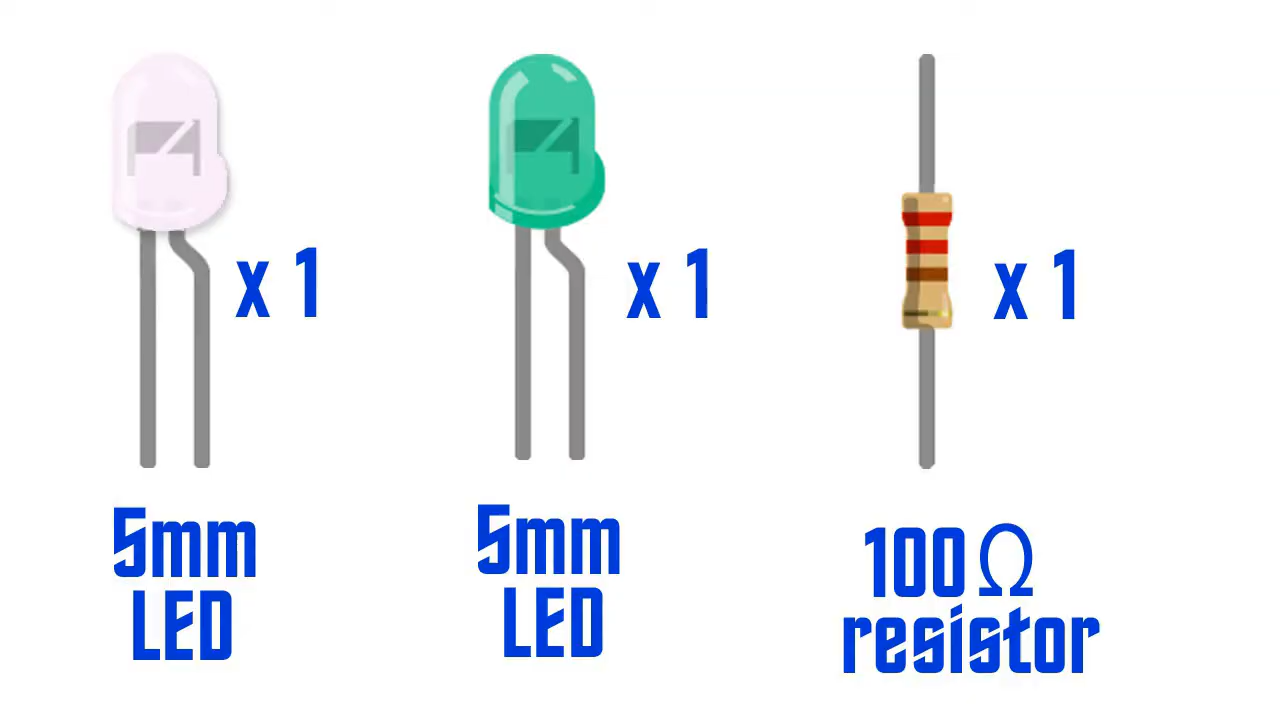 x 1
x 1
x 1
5mm
LED
5mm
LED
100Ω
resistor